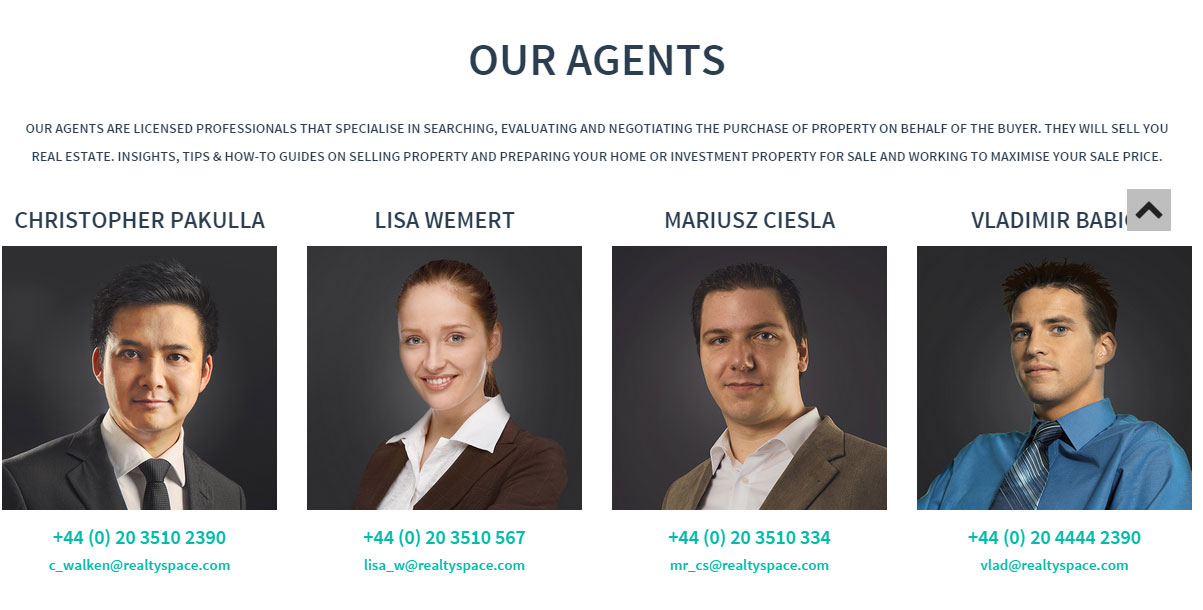 OUR AGENTS
OUR AGENTS ARE LICENSED PROFESSIONALS THAT SPECIALISE IN SEARCHING, EVALUATING AND NEGOTIATING THE PURCHASE OF PROPERTY ON BEHALF OF THE BUYER. THEY WILL SELL YOU
REAL ESTATE. INSIGHTS, TIPS & HOW-TO GUIDES ON SELLING PROPERTY AND PREPARING YOUR HOME OR INVESTMENT PROPERTY FOR SALE AND WORKING TO MAXIMISE YOUR SALE PRICE.
CHRISTOPHER PAKULLA
LISA WEMERT
MARIUSZ CIESLA
VLADIMIR
+44 (0) 20 3510 2390
c_walken@realtyspace.com
+44 (0) 20 3510 567
lisa_w@realtyspace.com
+44 (0) 20 3510 334
mr_cs@realtyspace.com
+44 (0) 20 4444 2390
vlad@realtyspace.com